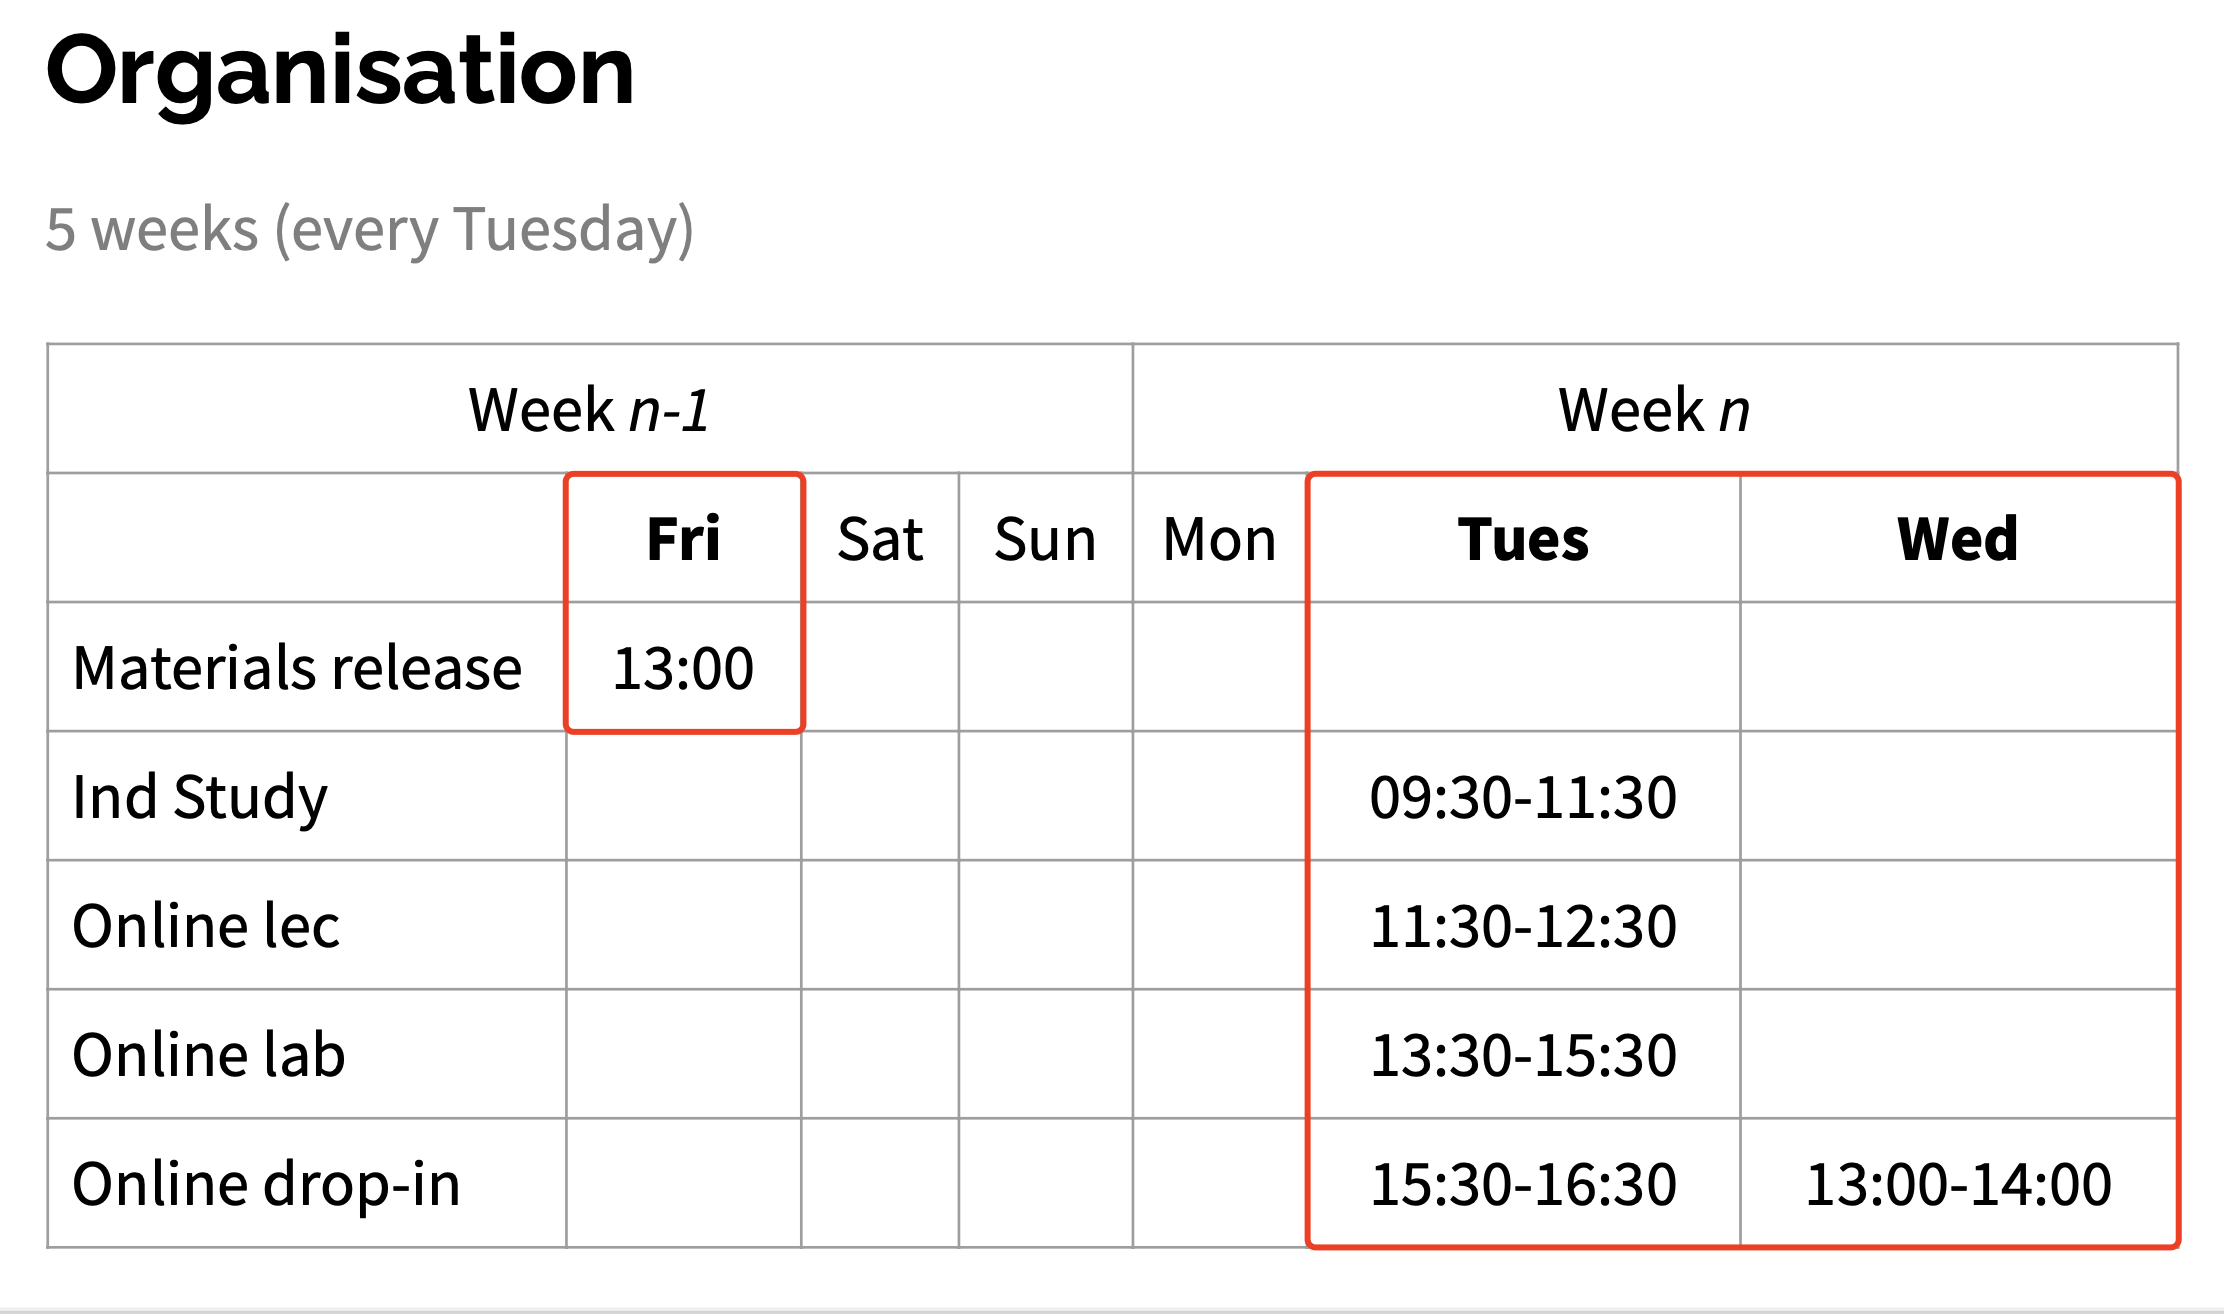 Organisation
5 weeks (every Tuesday)
Week n-1 Week n
Fri Sat Sun Mon Tues Wed
Materials release 13:00
Ind Study 09:30-11:30
Online lec 11:30-12:30
Online lab 13:30-15:30
Online drop-in 15:30-16:30 13:00-14:00